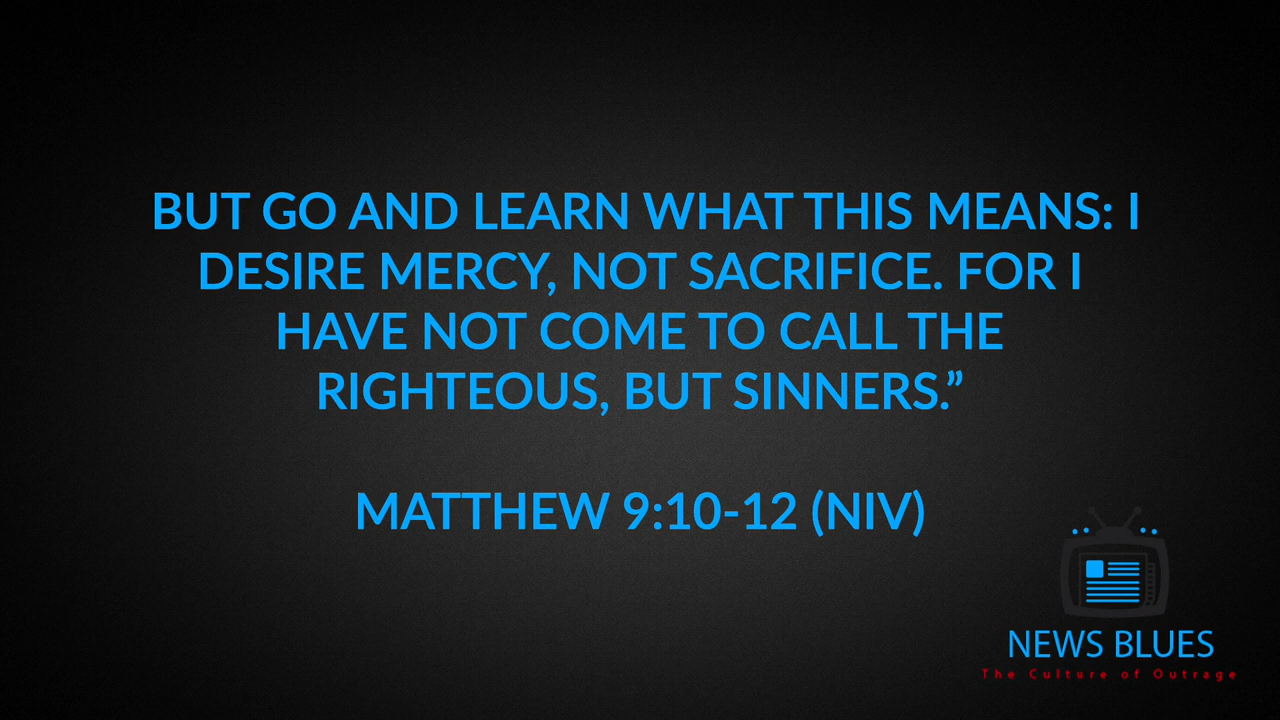 BUT GO AND LEARN WHAT THIS MEANS: I
DESIRE MERCY, NOT SACRIFICE. FOR I
HAVE NOT COME TO CALL THE
RIGHTEOUS, BUT SINNERS.”
MATTHEW 9:10-12 (NIV)
NEWS BLUES
The Culture of Outrage